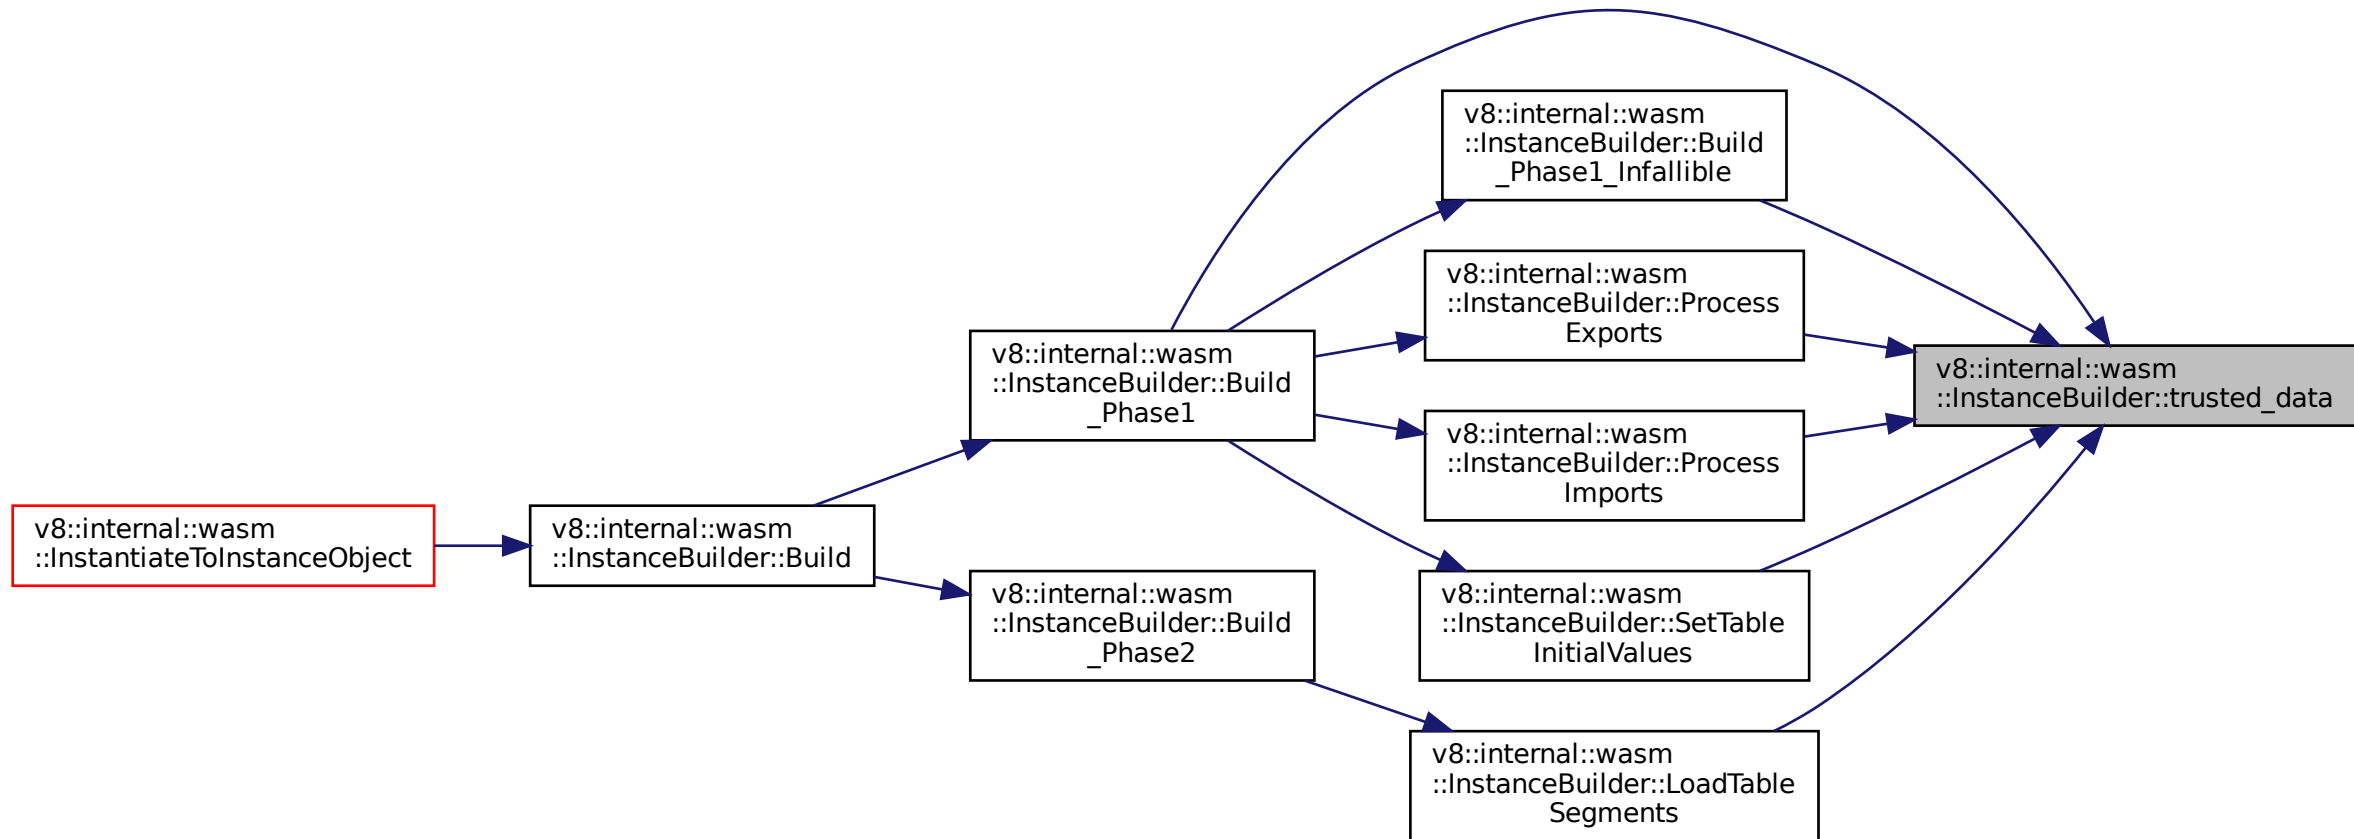 v8::internal::wasm
::InstanceBuilder::Build
_Phase1_Infallible
v8::internal::wasm
::InstanceBuilder::Process
Exports
v8::internal::wasm
::InstanceBuilder::Build
_Phase1
v8::internal::wasm
::InstanceBuilder::trusted_data
v8::internal::wasm
::InstanceBuilder::Process
Imports
v8::internal::wasm
::InstantiateToInstanceObject
v8::internal::wasm
::InstanceBuilder::Build
v8::internal::wasm
::InstanceBuilder::Build
_Phase2
v8::internal::wasm
::InstanceBuilder::SetTable
InitialValues
v8::internal::wasm
::InstanceBuilder::LoadTable
Segments